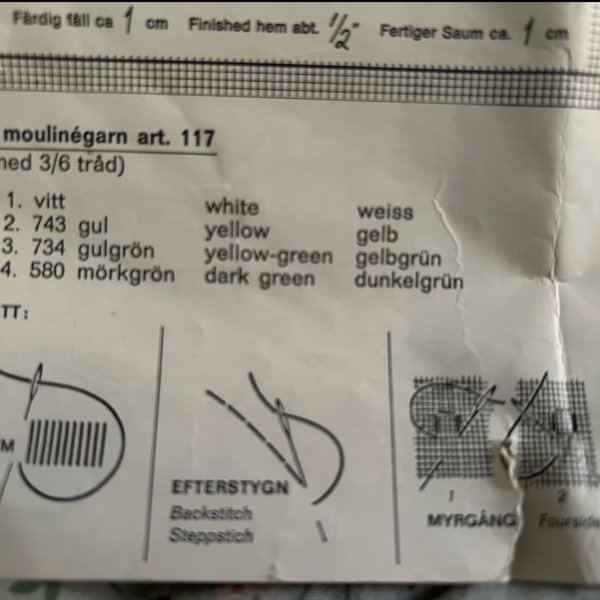 Färdig fåll ca 1 cm Finished hem abt. 1/2" Fertiger Saum ca. 1 cm
moulinégarn art. 117
med 3/6 tråd)
1. vitt white weiss
2. 743 gul yellow gelb
3. 734 gulgrön yellow-green gelbgrün
4. 580 mörkgrön dark green dunkelgrün
TT:
M
EFTERSTYGN
Backstitch
Steppstich
1 2
MYRGÅNG Fourside